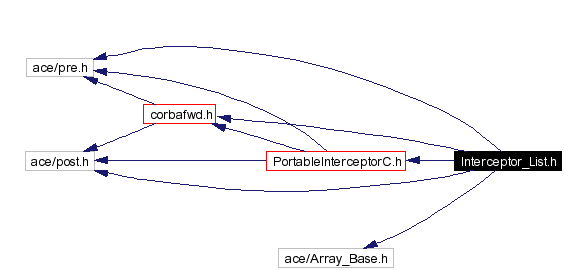 ace/pre.h
corbafwd.h
ace/post.h
PortableInterceptorC.h
Interceptor_List.h
ace/Array_Base.h